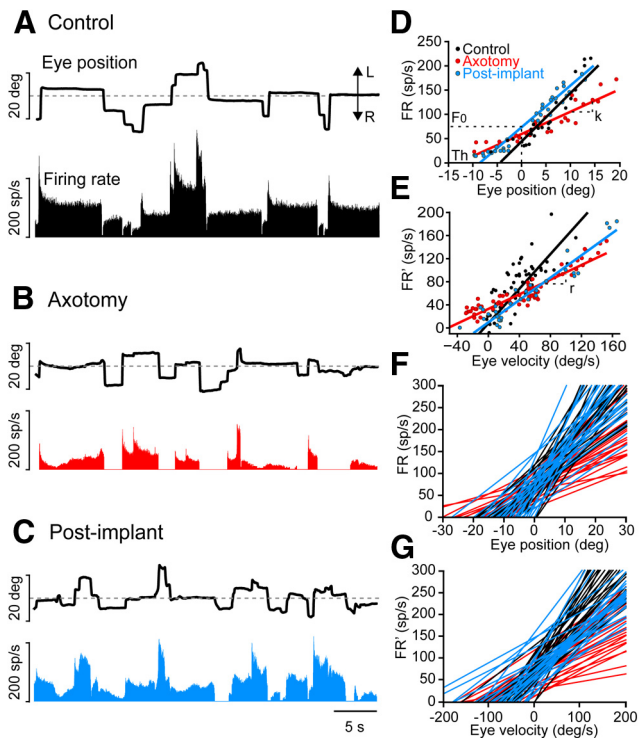 A Control
Eye position
20 deg
L
R
Firing rate
200 sp/s
B Axotomy
20 deg
200 sp/s
C Post-implant
20 deg
200 sp/s
5 s
D
Control
Axotomy
Post-implant
FR (sp/s)
250
200
150
100
50
0
F0
Th
k
-15 -10 -5 0 5 10 15 20
Eye position (deg)
E
FR' (sp/s)
200
160
120
80
40
0
r
-40 0 40 80 120 160
Eye velocity (deg/s)
F
FR (sp/s)
300
250
200
150
100
50
0
-30 -20 -10 0 10 20 30
Eye position (deg)
G
FR' (sp/s)
300
250
200
150
100
50
0
-200 -100 0 100 200
Eye velocity (deg/s)